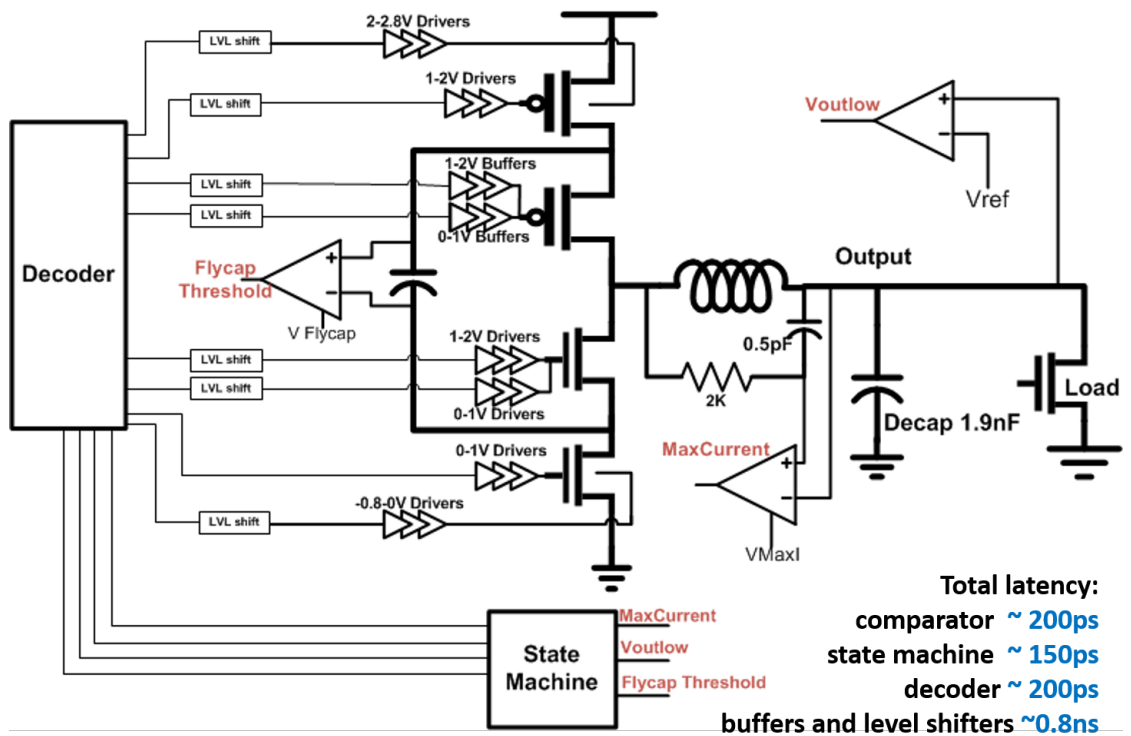 2-2.8V Drivers
LVL shift
1-2V Drivers
LVL shift
Voutlow
+
−
Vref
1-2V Buffers
LVL shift
LVL shift
0-1V Buffers
Decoder
Flycap
Threshold
+
−
V Flycap
Output
0.5pF
2K
1-2V Drivers
LVL shift
LVL shift
0-1V Drivers
Load
Decap 1.9nF
0-1V Drivers
MaxCurrent
+
−
VMaxI
-0.8-0V Drivers
LVL shift
State
Machine
MaxCurrent
Voutlow
Flycap Threshold
Total latency:
comparator ~ 200ps
state machine ~ 150ps
decoder ~ 200ps
buffers and level shifters ~0.8ns